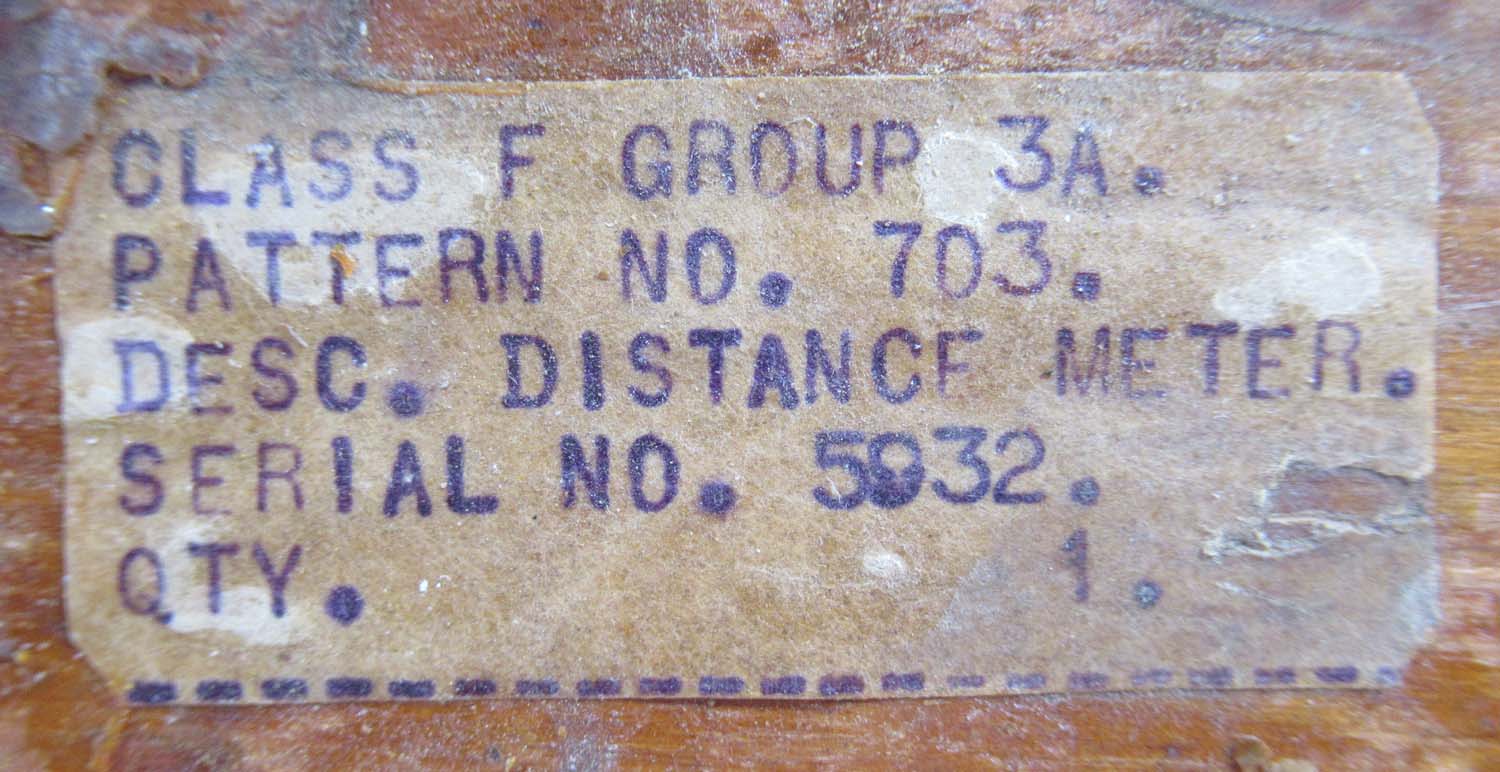 CLASS F GROUP 3A.
PATTERN NO. 703.
DESC. DISTANCE METER.
SERIAL NO. 5932.
QTY. 1.